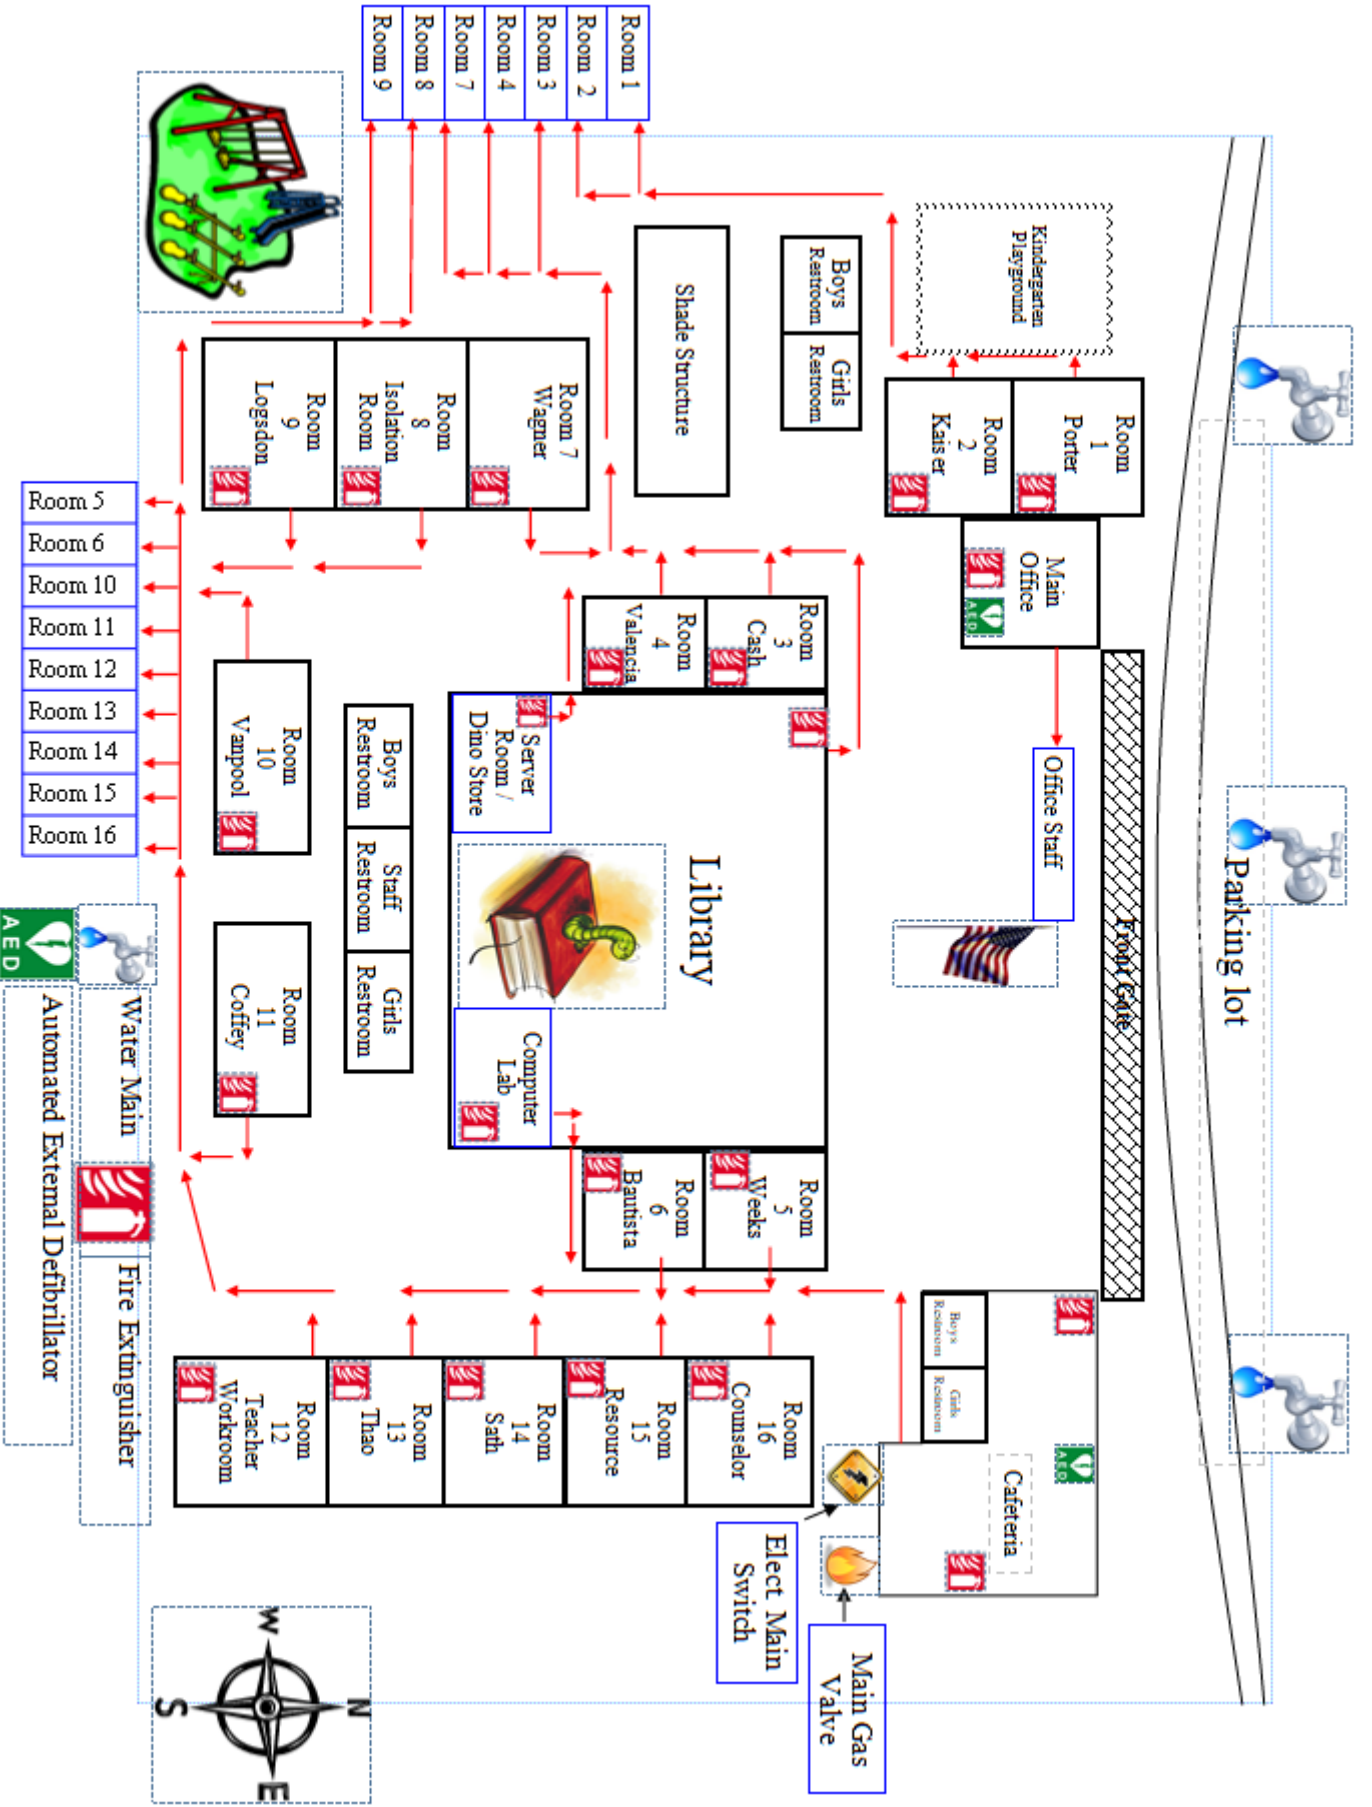 Parking lot
Front Gate
Kindergarten
Playground
Room
1
Porter
Room
2
Kaiser
Main
Office
AED
Office Staff
Boys
Restroom
Girls
Restroom
Shade Structure
Room 1
Room 2
Room 3
Room 4
Room 7
Room 8
Room 9
Room 7
Wagner
Room
8
Isolation
Room
Room
9
Logsdon
Room
3
Cash
Room
4
Valencia
Library
Server
Room /
Dino Store
Computer
Lab
Room
5
Weeks
Room
6
Bautista
Boys
Restroom
Staff
Restroom
Girls
Restroom
Room
10
Vanpool
Room
11
Coffey
Boys
Restroom
Girls
Restroom
AED
Cafeteria
Room
16
Counselor
Room
15
Resource
Room
14
Sath
Room
13
Thao
Room
12
Teacher
Workroom
Elect. Main
Switch
Main Gas
Valve
Room 5
Room 6
Room 10
Room 11
Room 12
Room 13
Room 14
Room 15
Room 16
Water Main
Fire Extinguisher
AED
Automated External Defibrillator
N
W
E
S